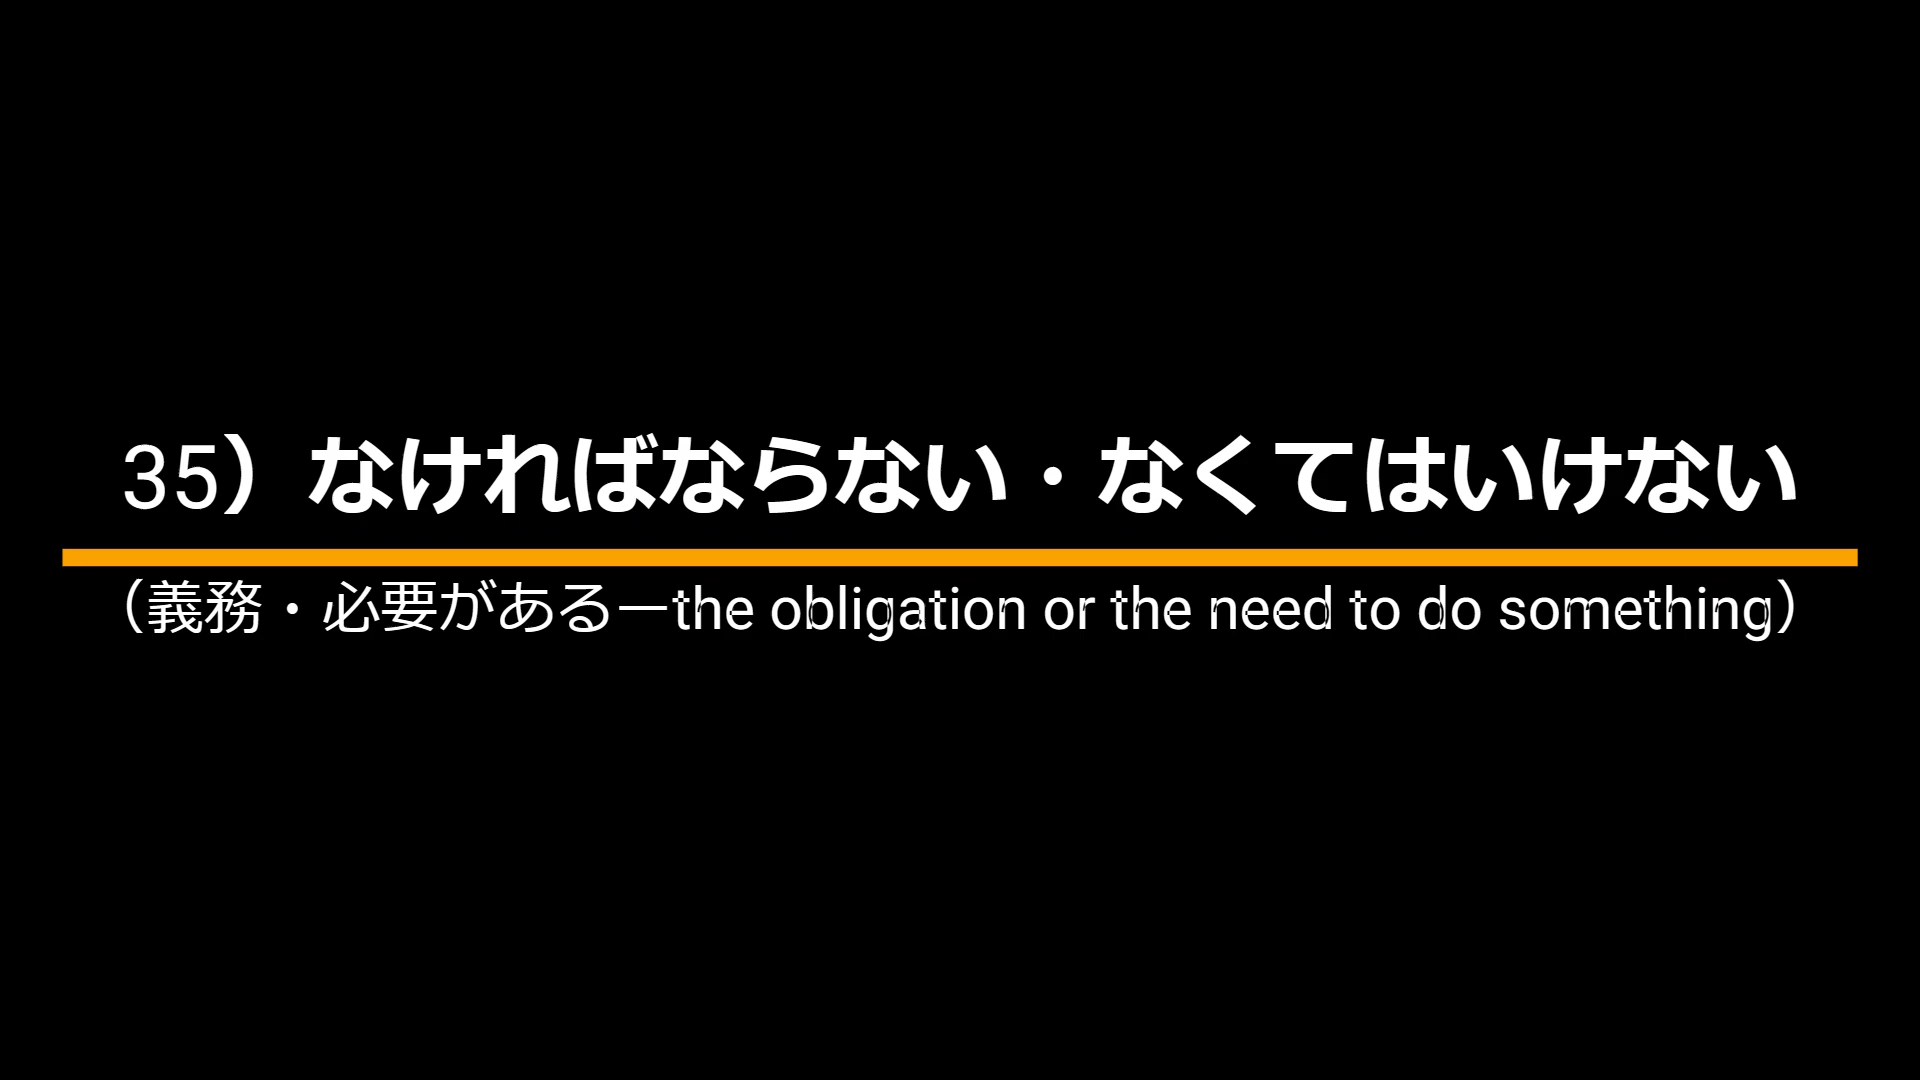 35）なければならない・なくてはいけない
（義務・必要があるーthe obligation or the need to do something）